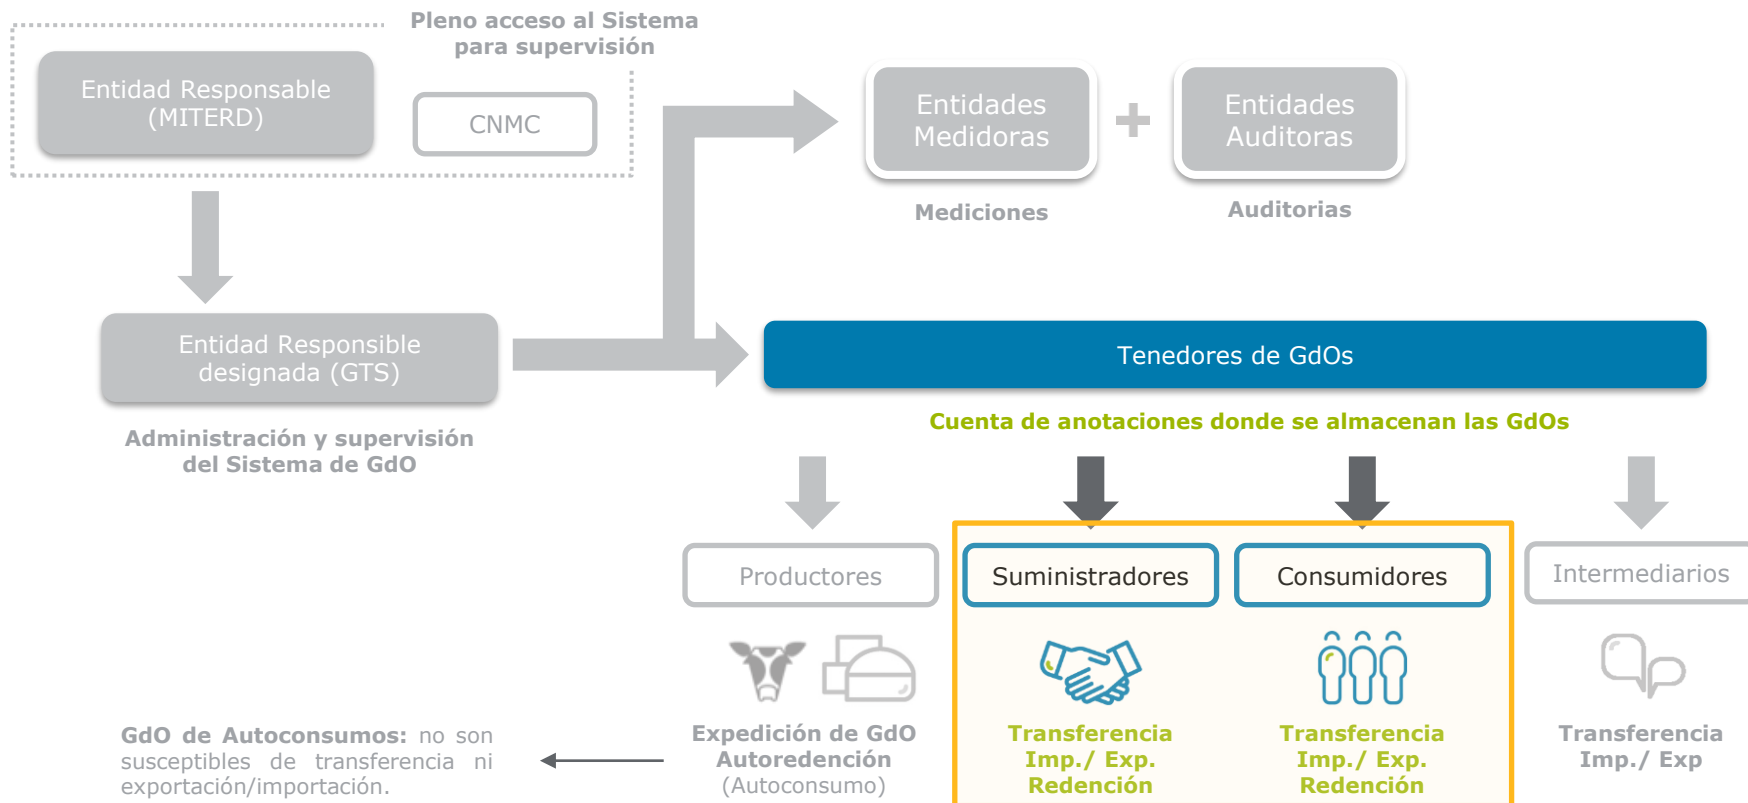 Pleno acceso al Sistema
para supervisión
Entidad Responsable
(MITERD)
CNMC
Entidades
Medidoras
Entidades
Auditoras
Mediciones
Auditorias
Entidad Responsible
designada (GTS)
Administración y supervisión
del Sistema de GdO
Tenedores de GdOs
Cuenta de anotaciones donde se almacenan las GdOs
Productores
Suministradores
Consumidores
Intermediarios
Expedición de GdO
Autoredención
(Autoconsumo)
Transferencia
Imp./ Exp.
Redención
Transferencia
Imp./ Exp.
Redención
Transferencia
Imp./ Exp
GdO de Autoconsumos: no son
susceptibles de transferencia ni
exportación/importación.